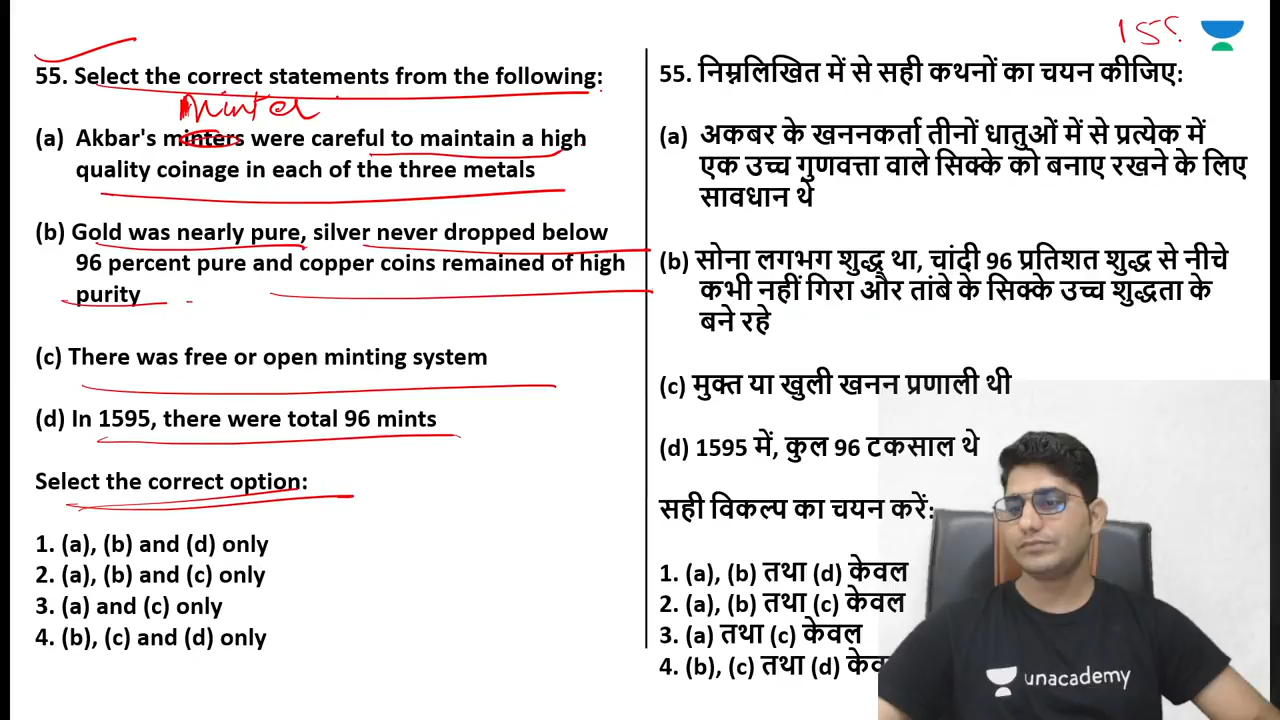 55. Select the correct statements from the following:
Minter
(a) Akbar's minters were careful to maintain a high
quality coinage in each of the three metals
(b) Gold was nearly pure, silver never dropped below
96 percent pure and copper coins remained of high
purity
(c) There was free or open minting system
(d) In 1595, there were total 96 mints
Select the correct option:
1. (a), (b) and (d) only
2. (a), (b) and (c) only
3. (a) and (c) only
4. (b), (c) and (d) only
55. निम्नलिखित में से सही कथनों का चयन कीजिए:
(a) अकबर के खननकर्ता तीनों धातुओं में से प्रत्येक में
एक उच्च गुणवत्ता वाले सिक्के को बनाए रखने के लिए
सावधान थे
(b) सोना लगभग शुद्ध था, चांदी 96 प्रतिशत शुद्ध से नीचे
कभी नहीं गिरा और तांबे के सिक्के उच्च शुद्धता के
बने रहे
(c) मुक्त या खुली खनन प्रणाली थी
(d) 1595 में, कुल 96 टकसाल थे
सही विकल्प का चयन करें:
1. (a), (b) तथा (d) केवल
2. (a), (b) तथा (c) केवल
3. (a) तथा (c) केवल
4. (b), (c) तथा (d)
unacademy